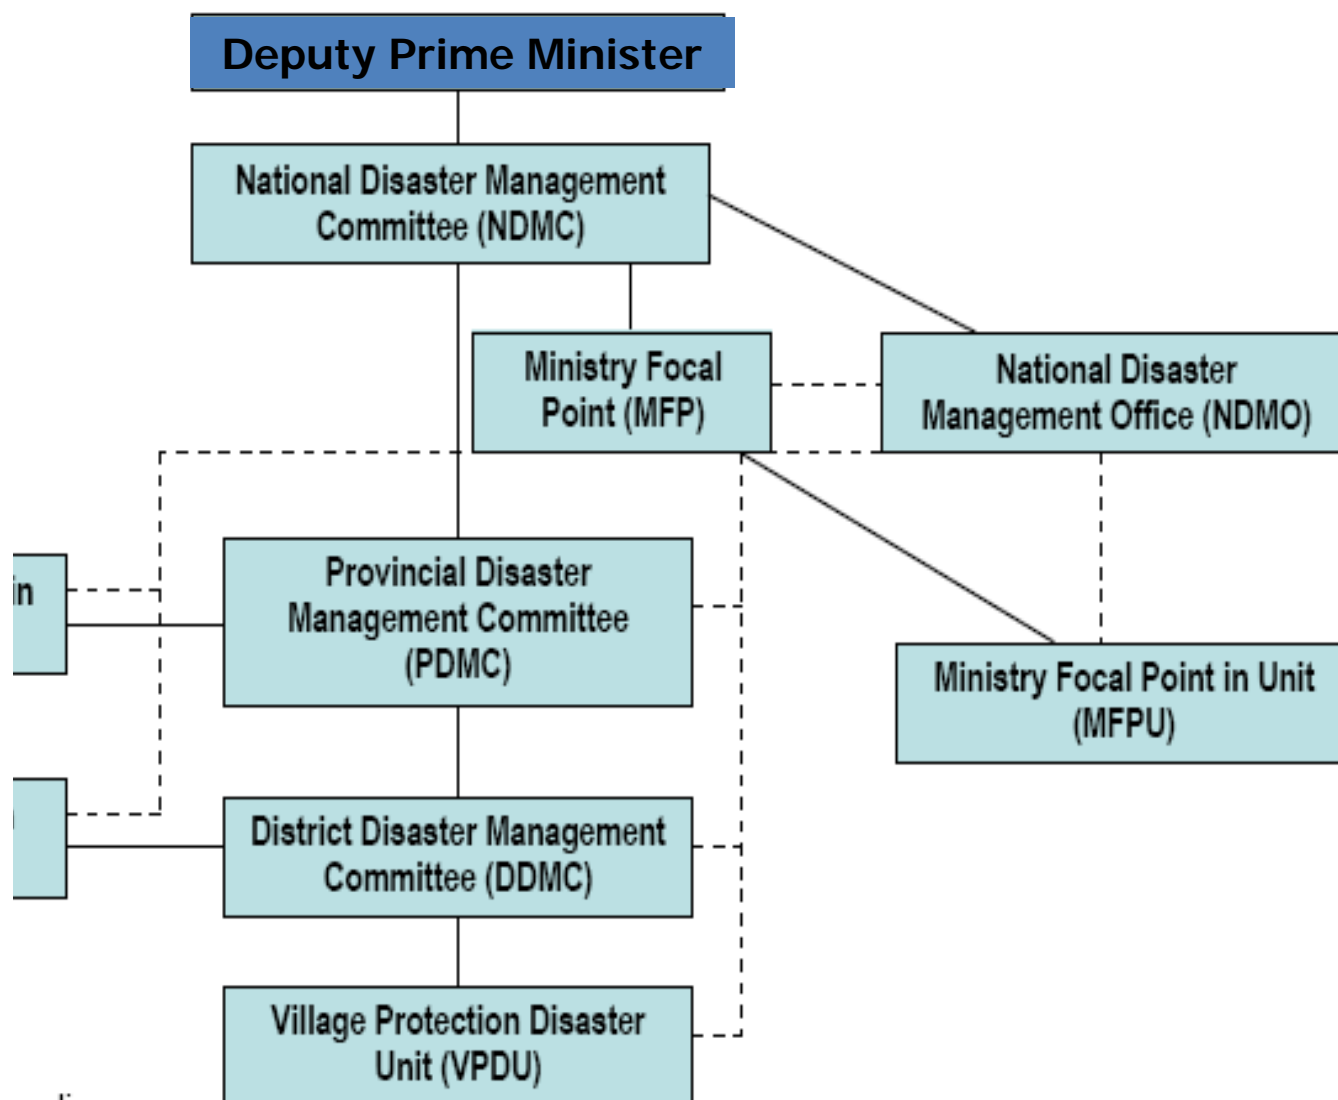 Deputy Prime Minister
National Disaster Management
Committee (NDMC)
Ministry Focal
Point (MFP)
National Disaster
Management Office (NDMO)
in
Provincial Disaster
Management Committee
(PDMC)
Ministry Focal Point in Unit
(MFPU)
District Disaster Management
Committee (DDMC)
Village Protection Disaster
Unit (VPDU)